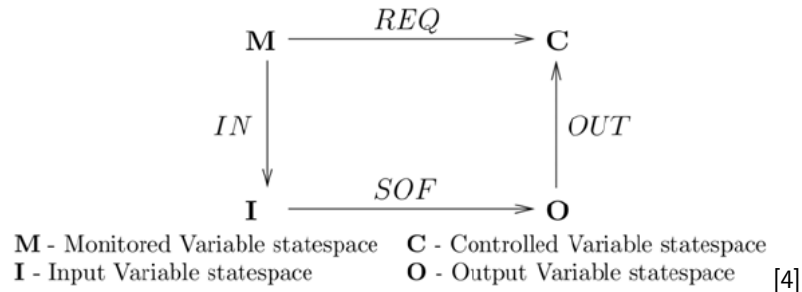 REQ
M C
IN OUT
SOF
I O
M - Monitored Variable statespace C - Controlled Variable statespace
I - Input Variable statespace O - Output Variable statespace [4]